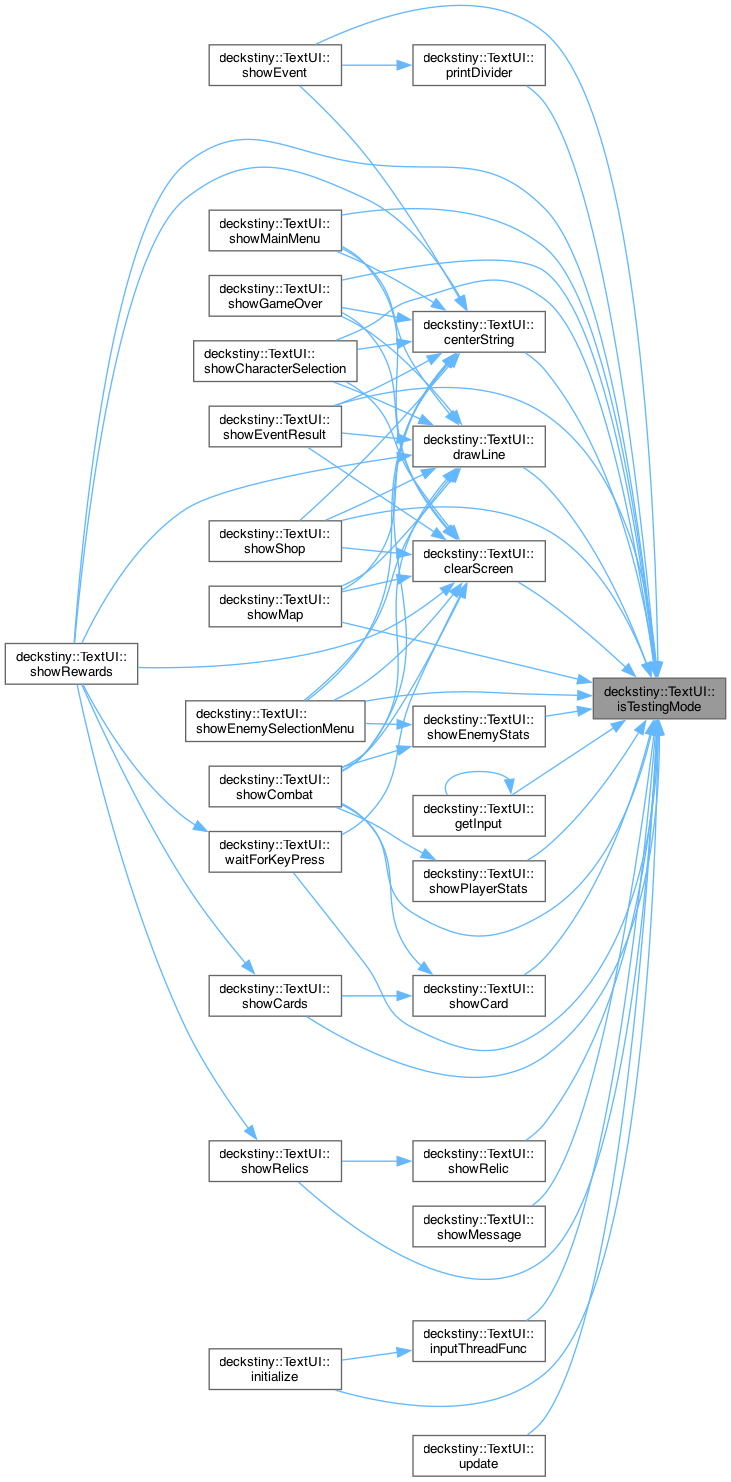 deckstiny::TextUI::
showEvent
deckstiny::TextUI::
printDivider
deckstiny::TextUI::
showMainMenu
deckstiny::TextUI::
showGameOver
deckstiny::TextUI::
centerString
deckstiny::TextUI::
showCharacterSelection
deckstiny::TextUI::
showEventResult
deckstiny::TextUI::
drawLine
deckstiny::TextUI::
showShop
deckstiny::TextUI::
clearScreen
deckstiny::TextUI::
showMap
deckstiny::TextUI::
showRewards
deckstiny::TextUI::
isTestingMode
deckstiny::TextUI::
showEnemySelectionMenu
deckstiny::TextUI::
showEnemyStats
deckstiny::TextUI::
showCombat
deckstiny::TextUI::
getInput
deckstiny::TextUI::
waitForKeyPress
deckstiny::TextUI::
showPlayerStats
deckstiny::TextUI::
showCards
deckstiny::TextUI::
showCard
deckstiny::TextUI::
showRelics
deckstiny::TextUI::
showRelic
deckstiny::TextUI::
showMessage
deckstiny::TextUI::
inputThreadFunc
deckstiny::TextUI::
initialize
deckstiny::TextUI::
update